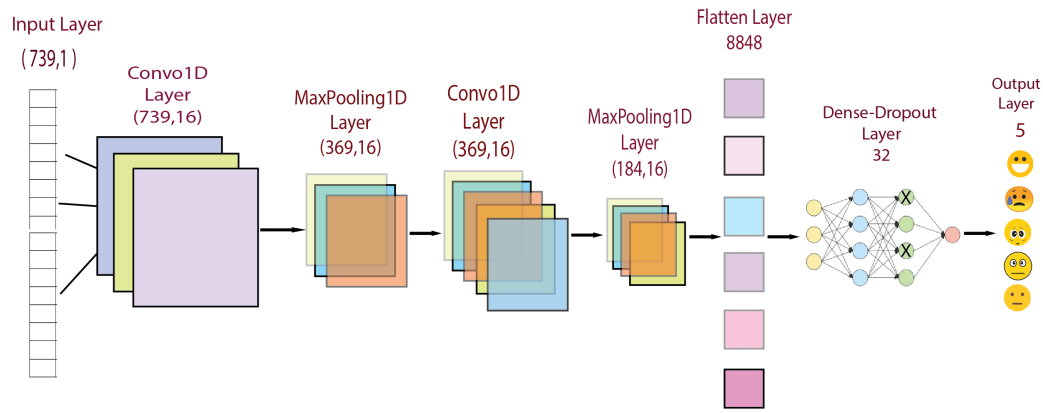 Input Layer
(739,1)
Convo1D
Layer
(739,16)
MaxPooling1D
Layer
(369,16)
Convo1D
Layer
(369,16)
MaxPooling1D
Layer
(184,16)
Flatten Layer
8848
Dense-Dropout
Layer
32
X
X
Output
Layer
5